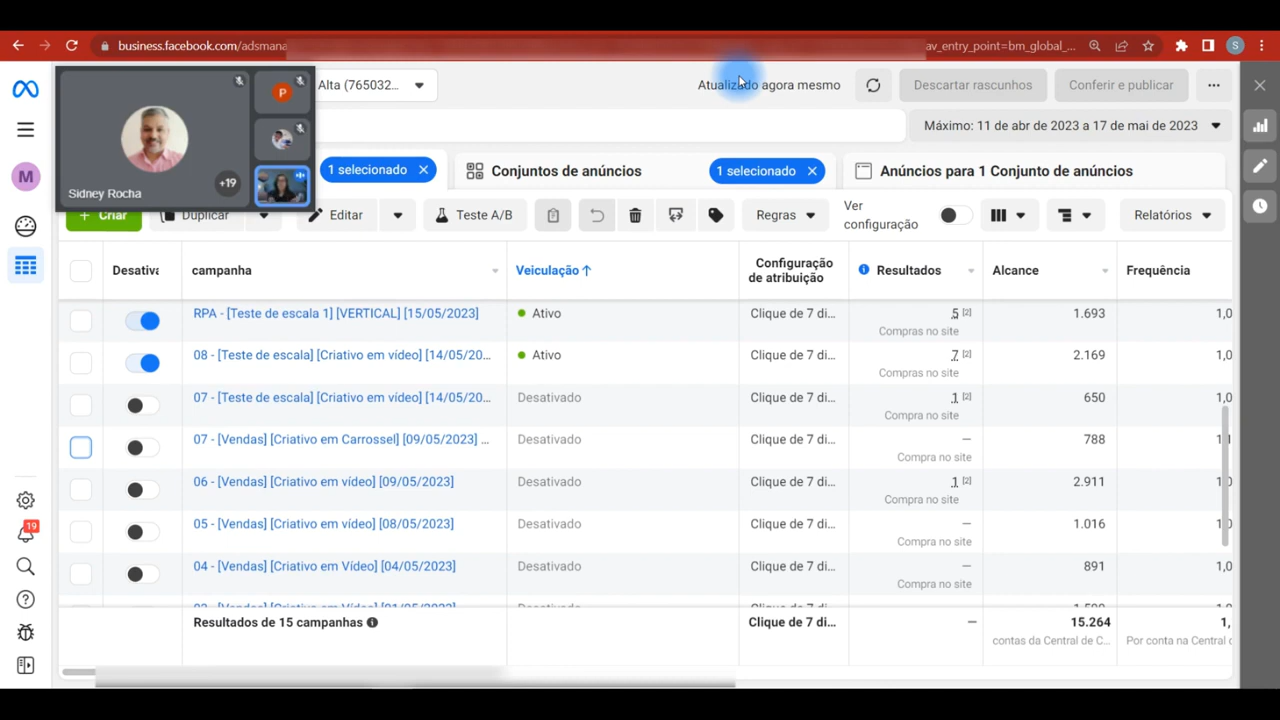 business.facebook.com/adsmana
av_entry_point=bm_global_...
S
Alta (765032...
Atualizado agora mesmo
Descartar rascunhos
Conferir e publicar
P
Sidney Rocha
+19
Máximo: 11 de abr de 2023 a 17 de mai de 2023
M
1 selecionado
Conjuntos de anúncios
1 selecionado
Anúncios para 1 Conjunto de anúncios
+ Criar
Duplicar
Editar
Teste A/B
Regras
Ver
configuração
Relatórios
Desativa
campanha
Veiculação
Configuração
de atribuição
Resultados
Alcance
Frequência
RPA - [Teste de escala 1] [VERTICAL] [15/05/2023]
Ativo
Clique de 7 di...
5 [2]
Compras no site
1.693
1,0
08 - [Teste de escala] [Criativo em vídeo] [14/05/20...
Ativo
Clique de 7 di...
7 [2]
Compras no site
2.169
1,0
07 - [Teste de escala] [Criativo em vídeo] [14/05/20...
Desativado
Clique de 7 di...
1 [2]
Compra no site
650
1,0
07 - [Vendas] [Criativo em Carrossel] [09/05/2023] ...
Desativado
Clique de 7 di...
—
Compra no site
788
06 - [Vendas] [Criativo em vídeo] [09/05/2023]
Desativado
Clique de 7 di...
1 [2]
Compra no site
2.911
1,0
05 - [Vendas] [Criativo em vídeo] [08/05/2023]
Desativado
Clique de 7 di...
—
Compra no site
1.016
1,0
04 - [Vendas] [Criativo em Vídeo] [04/05/2023]
Desativado
Clique de 7 di...
—
Compra no site
891
1,0
19
Resultados de 15 campanhas
Clique de 7 di...
—
15.264
contas da Central de C...
1,
Por conta na Central d